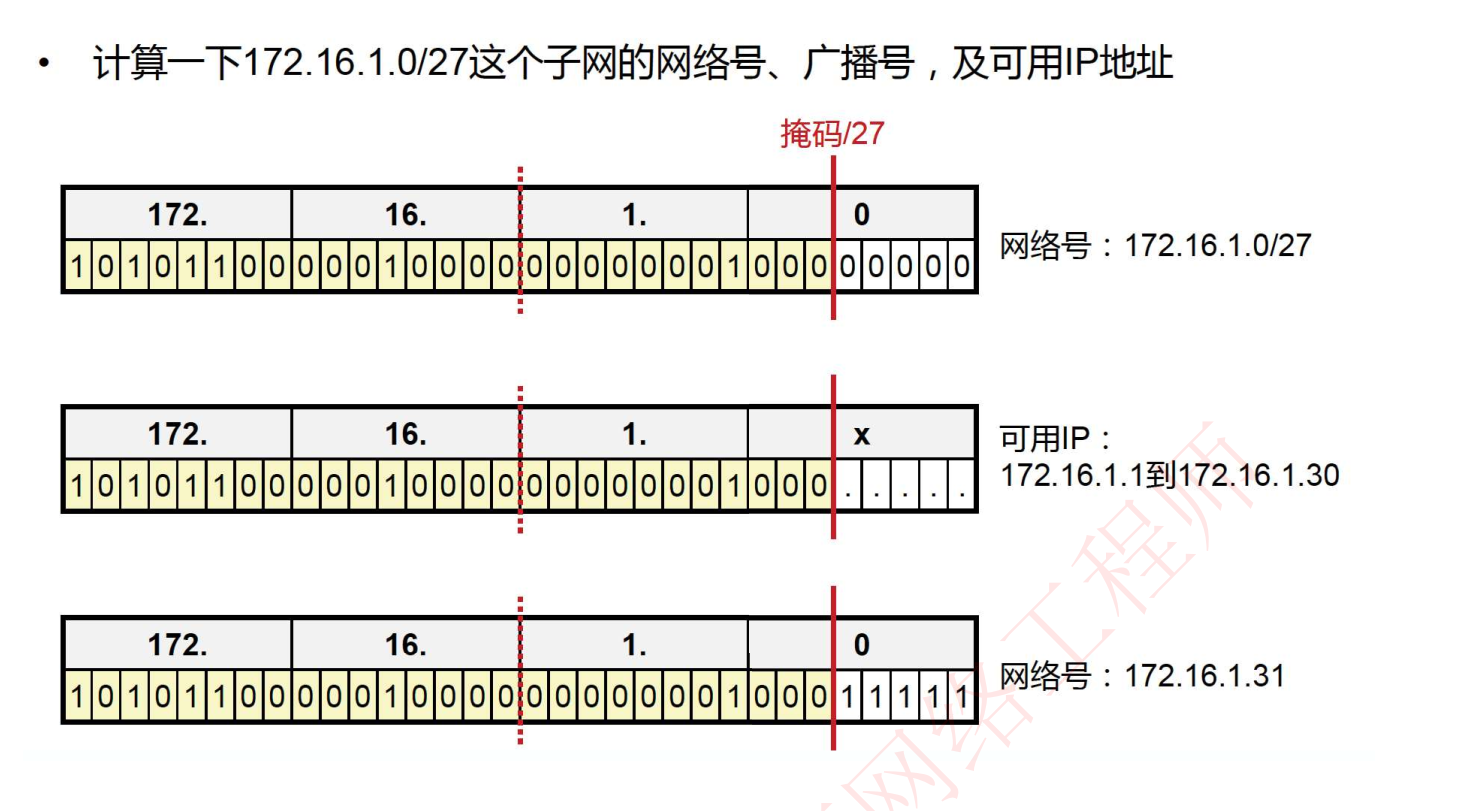 • 计算一下172.16.1.0/27这个子网的网络号、广播号，及可用IP地址
掩码/27
172. 16. 1. 0
1 0 1 0 1 1 0 0 0 0 0 1 0 0 0 0 0 0 0 0 0 0 0 1 0 0 0 0 0 0 0 0
网络号：172.16.1.0/27
172. 16. 1. x
1 0 1 0 1 1 0 0 0 0 0 1 0 0 0 0 0 0 0 0 0 0 0 1 0 0 0 . . . . .
可用IP：
172.16.1.1到172.16.1.30
172. 16. 1. 0
1 0 1 0 1 1 0 0 0 0 0 1 0 0 0 0 0 0 0 0 0 0 0 1 0 0 0 1 1 1 1 1
网络号：172.16.1.31
网络工程师